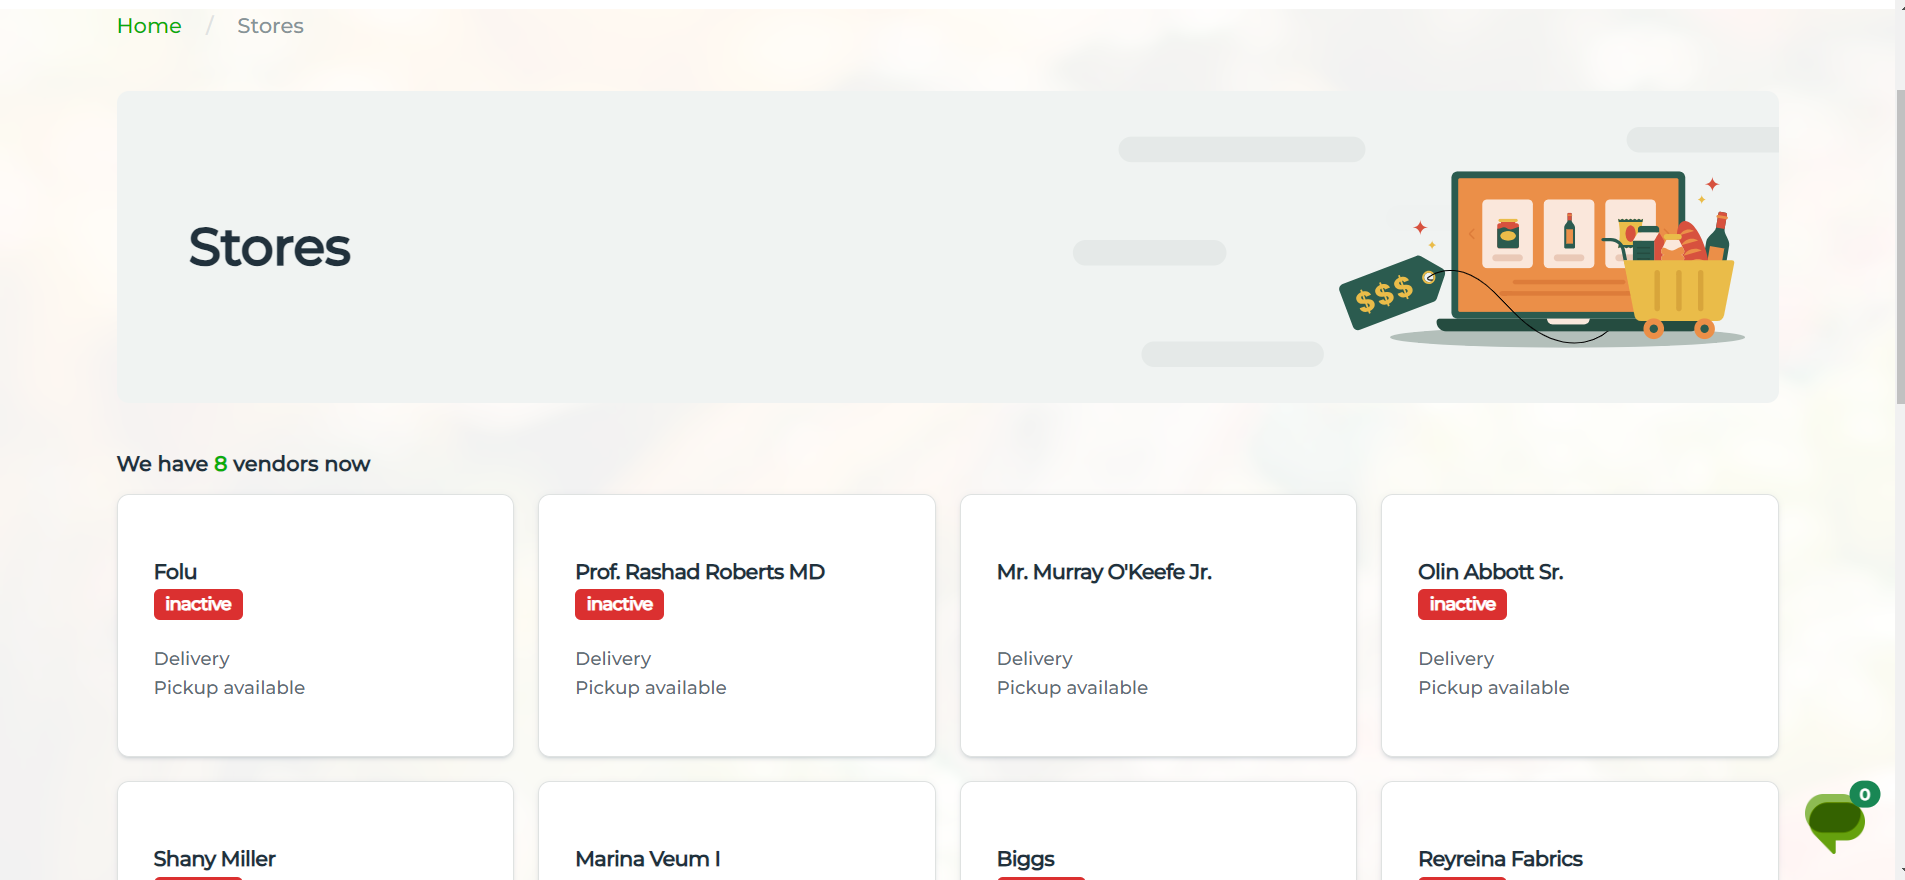 Home / Stores
Stores
$$$
We have 8 vendors now
Folu
inactive
Delivery
Pickup available
Prof. Rashad Roberts MD
inactive
Delivery
Pickup available
Mr. Murray O'Keefe Jr.
Delivery
Pickup available
Olin Abbott Sr.
inactive
Delivery
Pickup available
0
Shany Miller
Marina Veum I
Biggs
Reyreina Fabrics